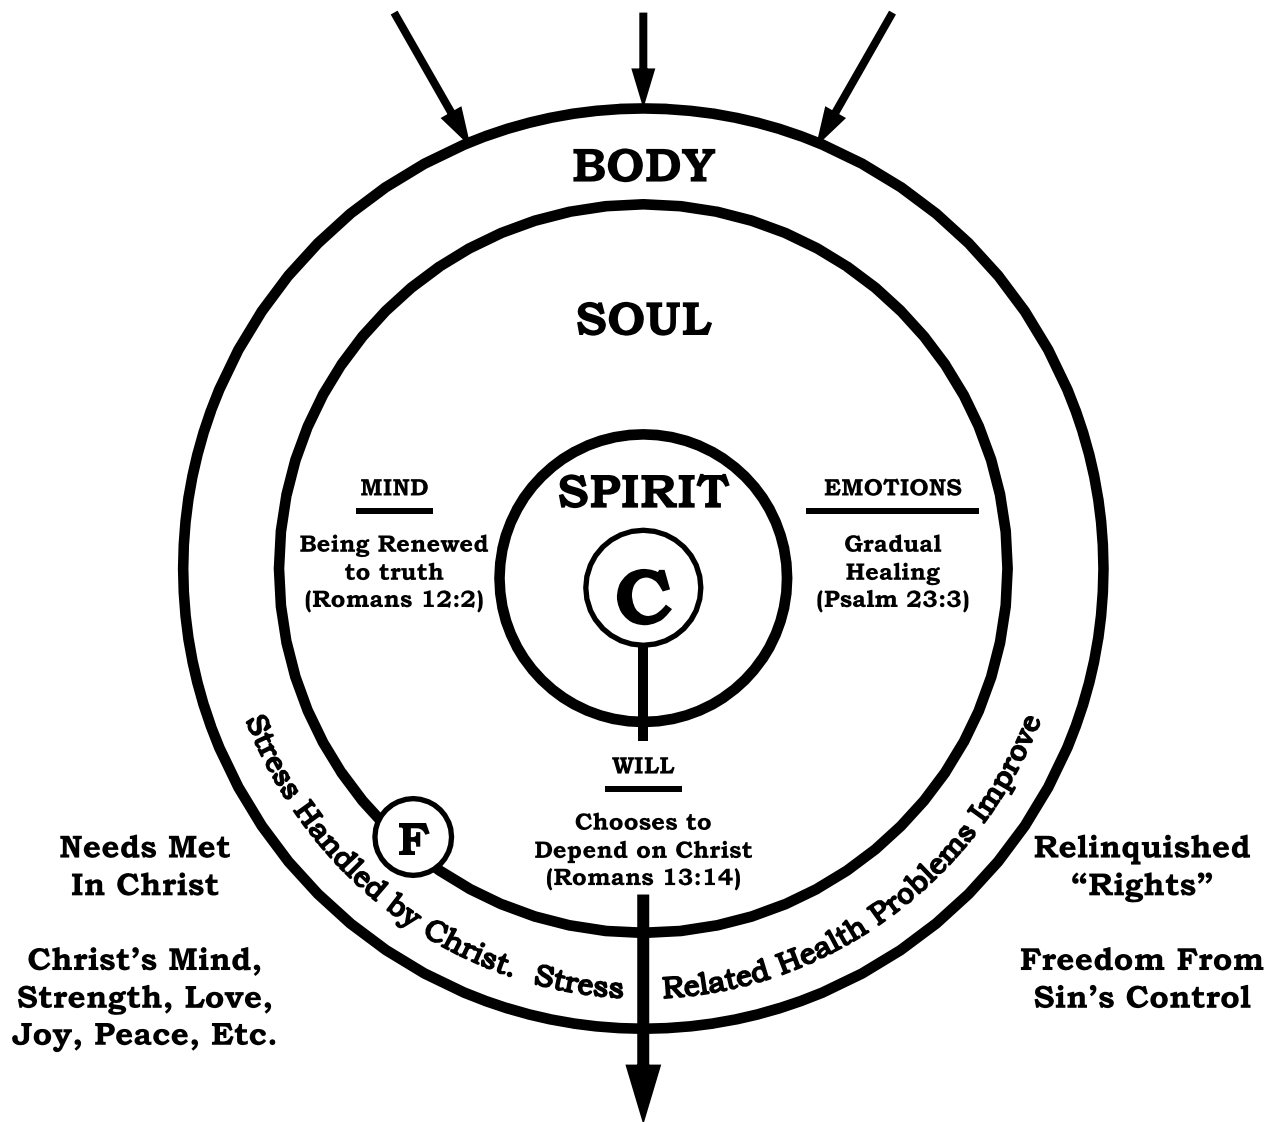 BODY
SOUL
SPIRIT
C
MIND
Being Renewed
to truth
(Romans 12:2)
EMOTIONS
Gradual
Healing
(Psalm 23:3)
WILL
Chooses to
Depend on Christ
(Romans 13:14)
F
Stress Handled by Christ. Stress Related Health Problems Improve
Needs Met
In Christ
Christ’s Mind,
Strength, Love,
Joy, Peace, Etc.
Relinquished
“Rights”
Freedom From
Sin’s Control